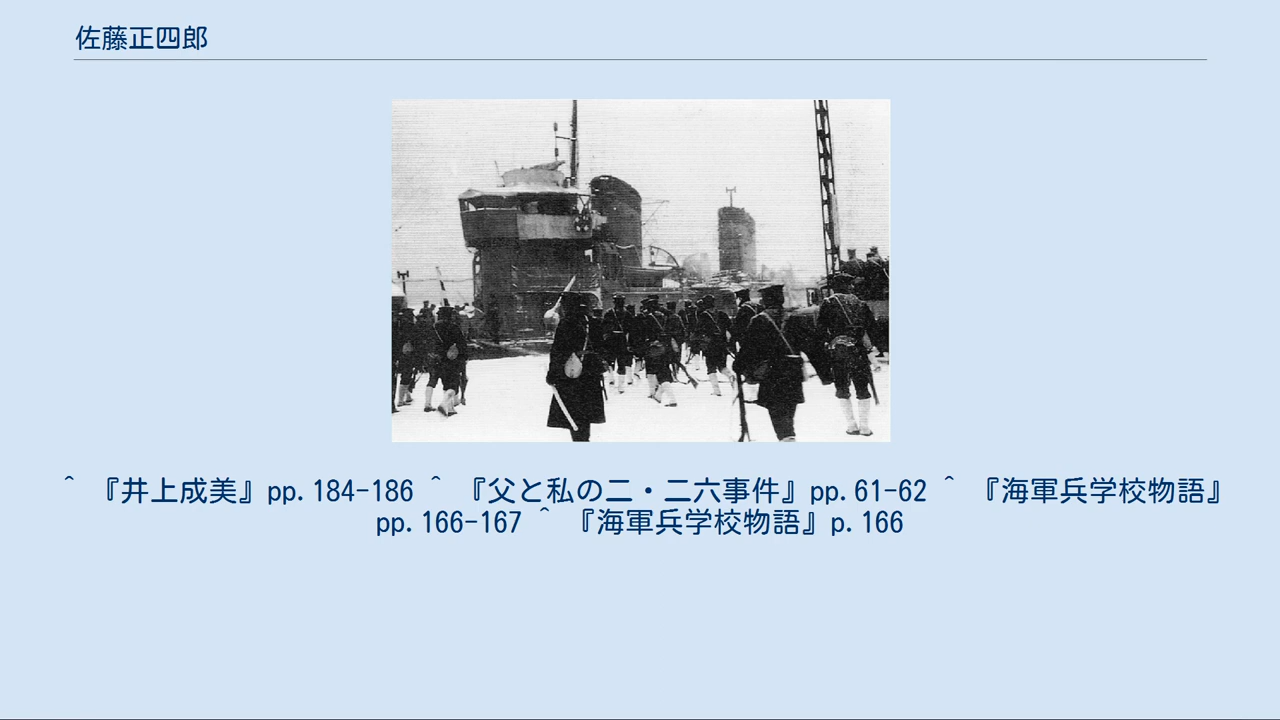 佐藤正四郎
^ 『井上成美』pp.184-186 ^ 『父と私の二・二六事件』pp.61-62 ^ 『海軍兵学校物語』
pp.166-167 ^ 『海軍兵学校物語』p.166